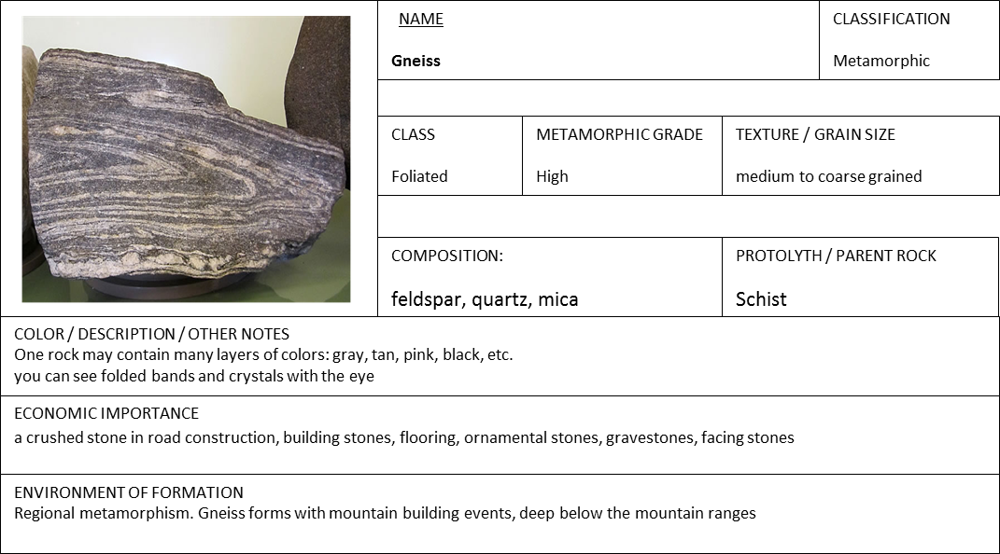 NAME
Gneiss
CLASSIFICATION
Metamorphic
CLASS
Foliated
METAMORPHIC GRADE
High
TEXTURE / GRAIN SIZE
medium to coarse grained
COMPOSITION:
feldspar, quartz, mica
PROTOLYTH / PARENT ROCK
Schist
COLOR / DESCRIPTION / OTHER NOTES
One rock may contain many layers of colors: gray, tan, pink, black, etc.
you can see folded bands and crystals with the eye
ECONOMIC IMPORTANCE
a crushed stone in road construction, building stones, flooring, ornamental stones, gravestones, facing stones
ENVIRONMENT OF FORMATION
Regional metamorphism. Gneiss forms with mountain building events, deep below the mountain ranges